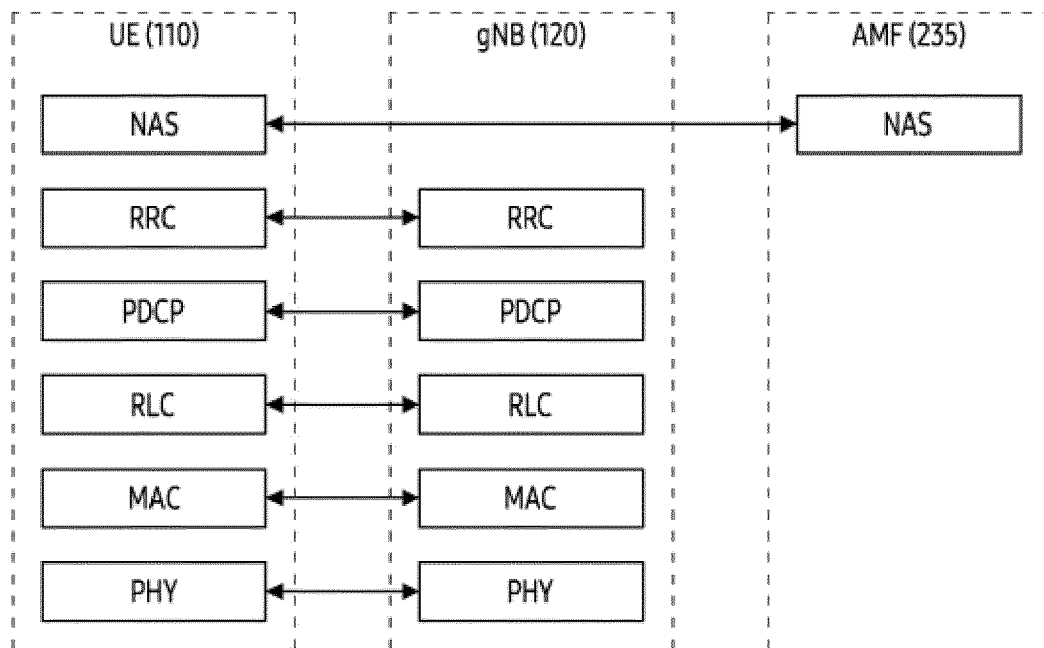 UE (110) gNB (120) AMF (235)
NAS NAS
RRC RRC
PDCP PDCP
RLC RLC
MAC MAC
PHY PHY